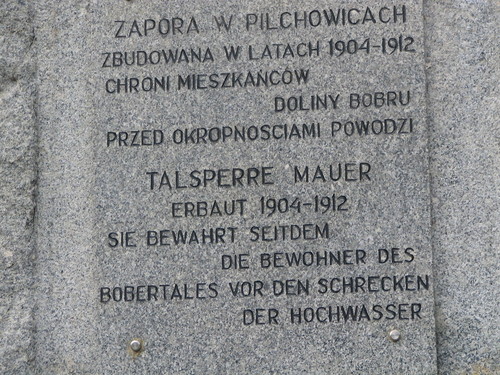 ZAPORA W PILCHOWICACH
ZBUDOWANA W LATACH 1904-1912
CHRONI MIESZKAŃCÓW
DOLINY BOBRU
PRZED OKROPNOSCIAMI POWODZI
TALSPERRE MAUER
ERBAUT 1904-1912
SIE BEWAHRT SEITDEM
DIE BEWOHNER DES
BOBERTALES VOR DEN SCHRECKEN
DER HOCHWASSER